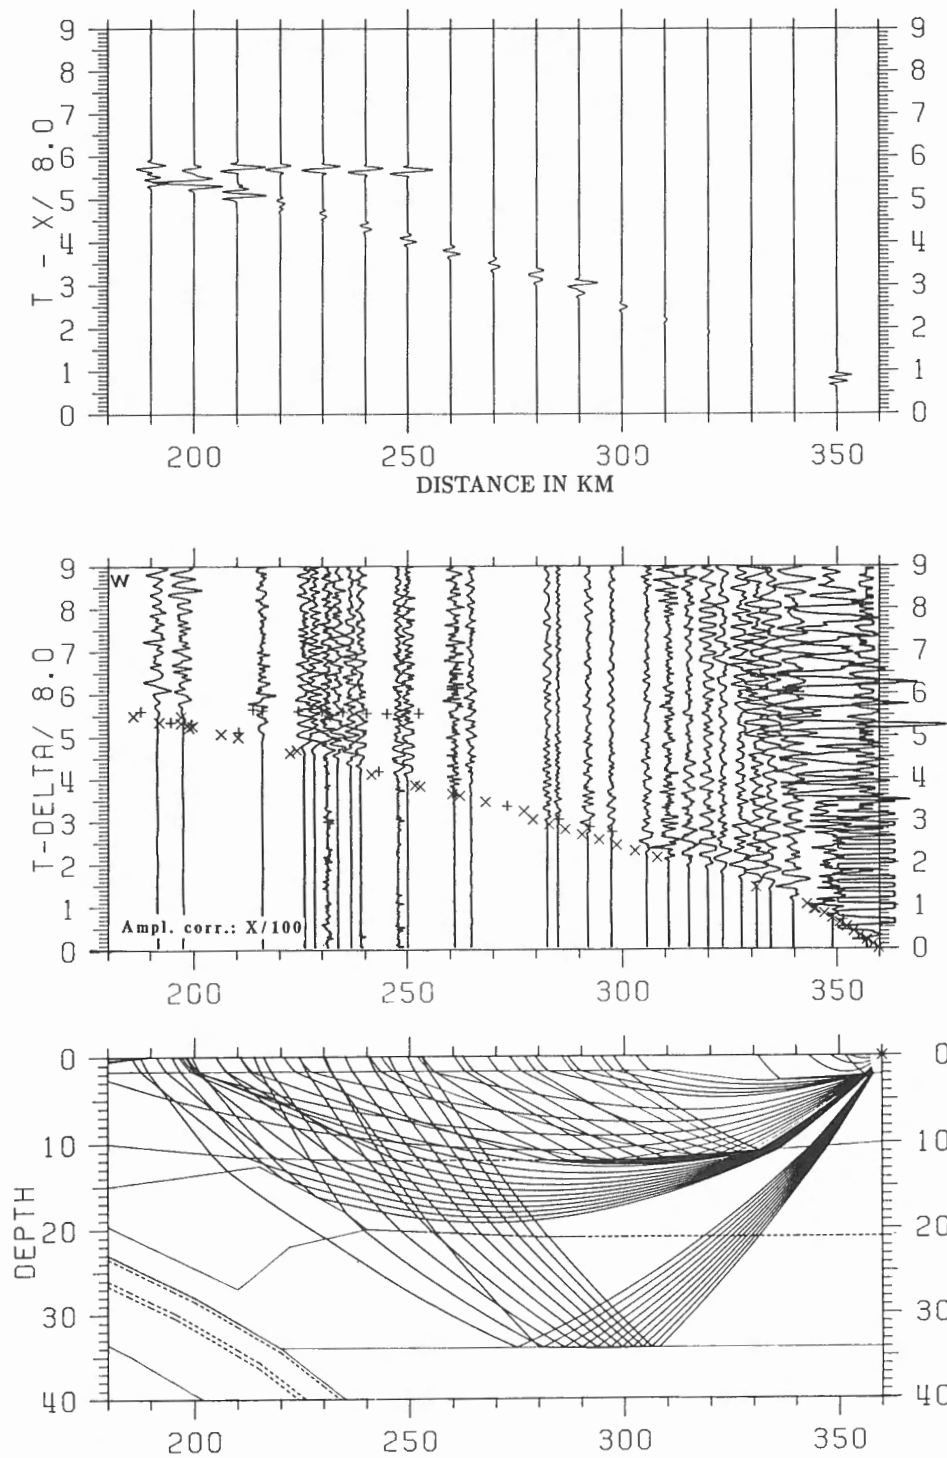 9 9
8 8
7 7
6 6
5 5
4 4
3 3
2 2
1 1
0 0
T - X/ 8.0
200 250 300 350
DISTANCE IN KM
W
9 9
8 8
7 7
6 6
5 5
4 4
3 3
2 2
1 1
0 0
T-DELTA/ 8.0
Ampl. corr.: X/100
200 250 300 350
0 0
10 10
20 20
30 30
40 40
DEPTH
200 250 300 350